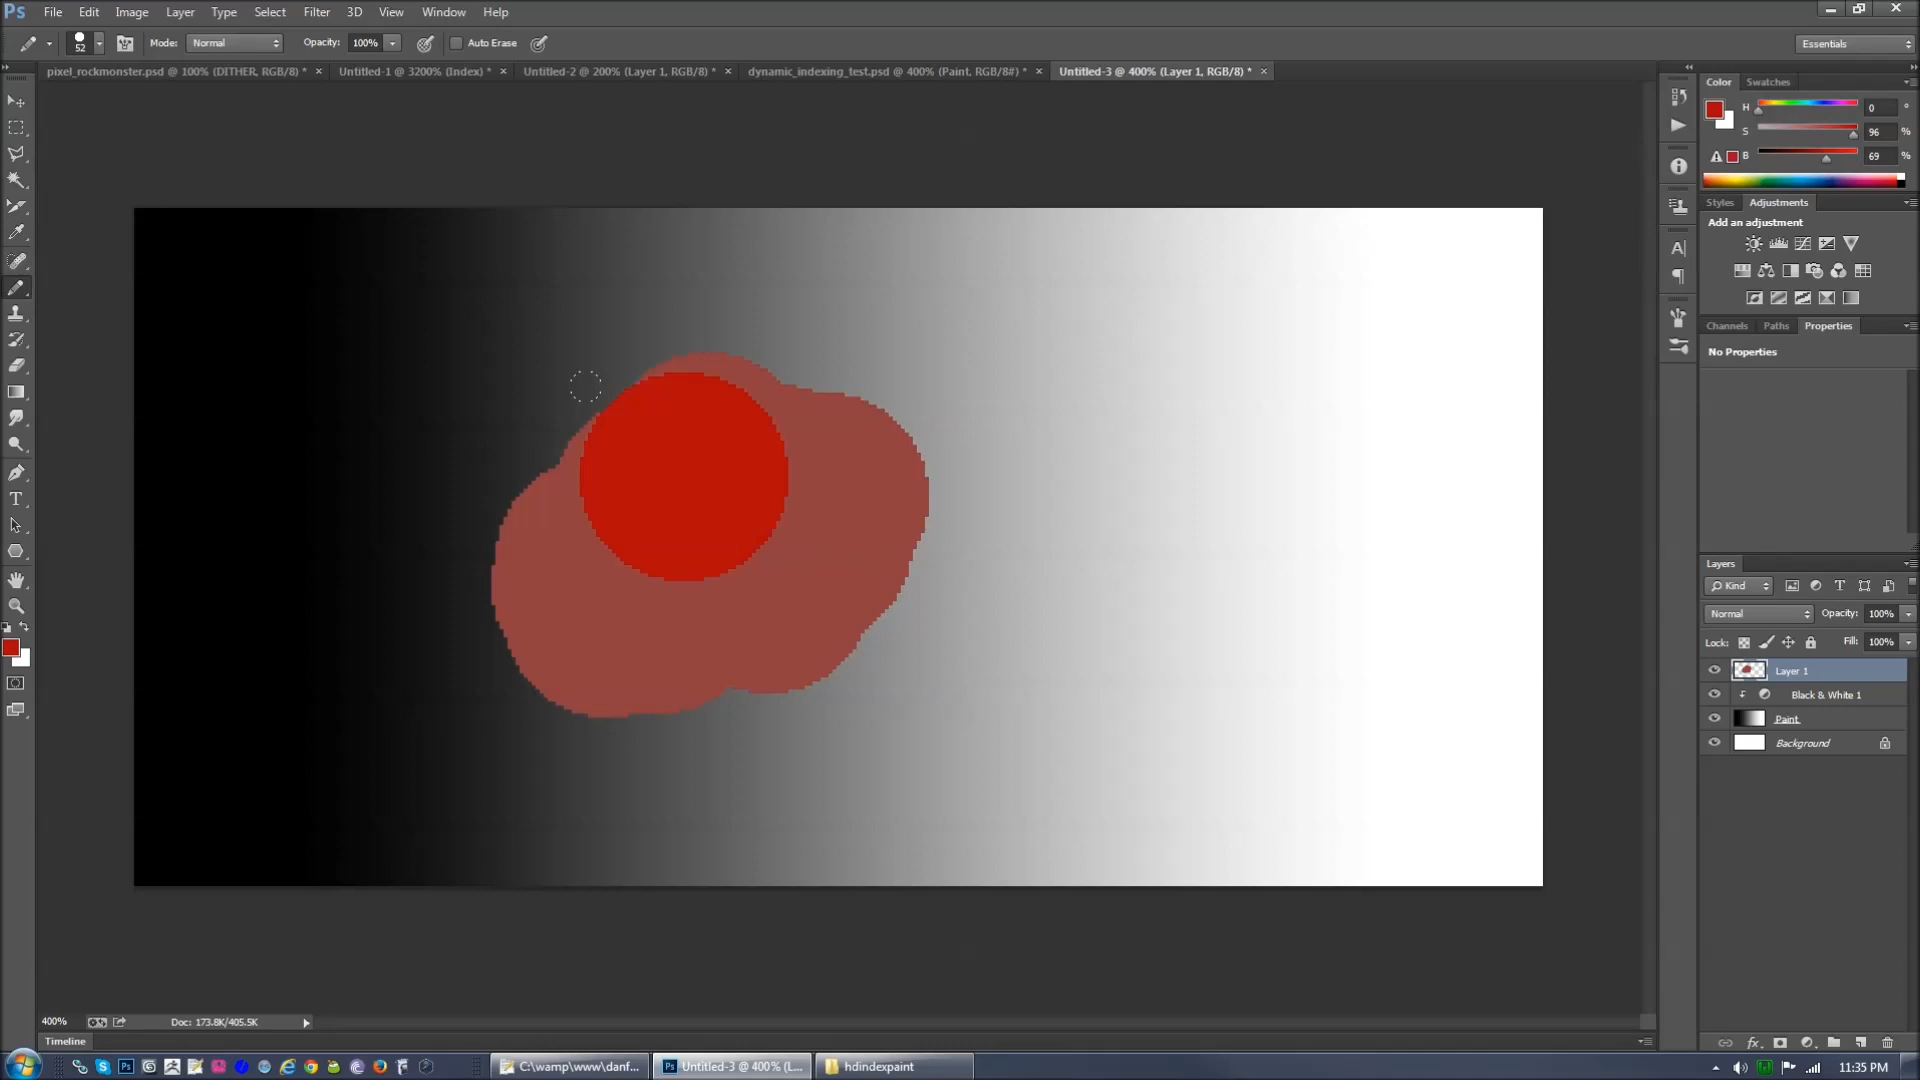 Ps File Edit Image Layer Type Select Filter 3D View Window Help
52 Mode: Normal Opacity: 100% Auto Erase Essentials
pixel_rockmonster.psd @ 100% (DITHER, RGB/8) * × Untitled-1 @ 3200% (Index) * × Untitled-2 @ 200% (Layer 1, RGB/8) * × dynamic_indexing_test.psd @ 400% (Paint, RGB/8#) * × Untitled-3 @ 400% (Layer 1, RGB/8) * ×
Color Swatches
H 0 °
S 96 %
B 69 %
Styles Adjustments
Add an adjustment
Channels Paths Properties
No Properties
Layers
Kind
Normal Opacity: 100%
Lock: Fill: 100%
Layer 1
Black & White 1
Paint
Background
400% Doc: 173.8K/405.5K
Timeline
C:\wamp\www\danf... Untitled-3 @ 400% (L... hdindexpaint 11:35 PM